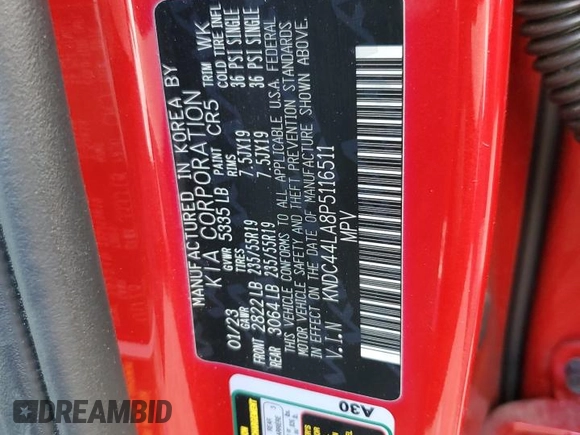 MANUFACTURED IN KOREA BY
KIA CORPORATION
01/23 GVWR 5335 LB PAINT CR5 TRIM WK
GAWR TIRES RIMS COLD TIRE INFL
FRONT 2822 LB 235/55R19 7.5JX19 36 PSI SINGLE
REAR 3064 LB 235/55R19 7.5JX19 36 PSI SINGLE
THIS VEHICLE CONFORMS TO ALL APPLICABLE U.S.A. FEDERAL
MOTOR VEHICLE SAFETY AND THEFT PREVENTION STANDARDS
IN EFFECT ON THE DATE OF MANUFACTURE SHOWN ABOVE.
V.I.N KNDC44LA8P5116511
MPV
A30
REAR
DREAMBID